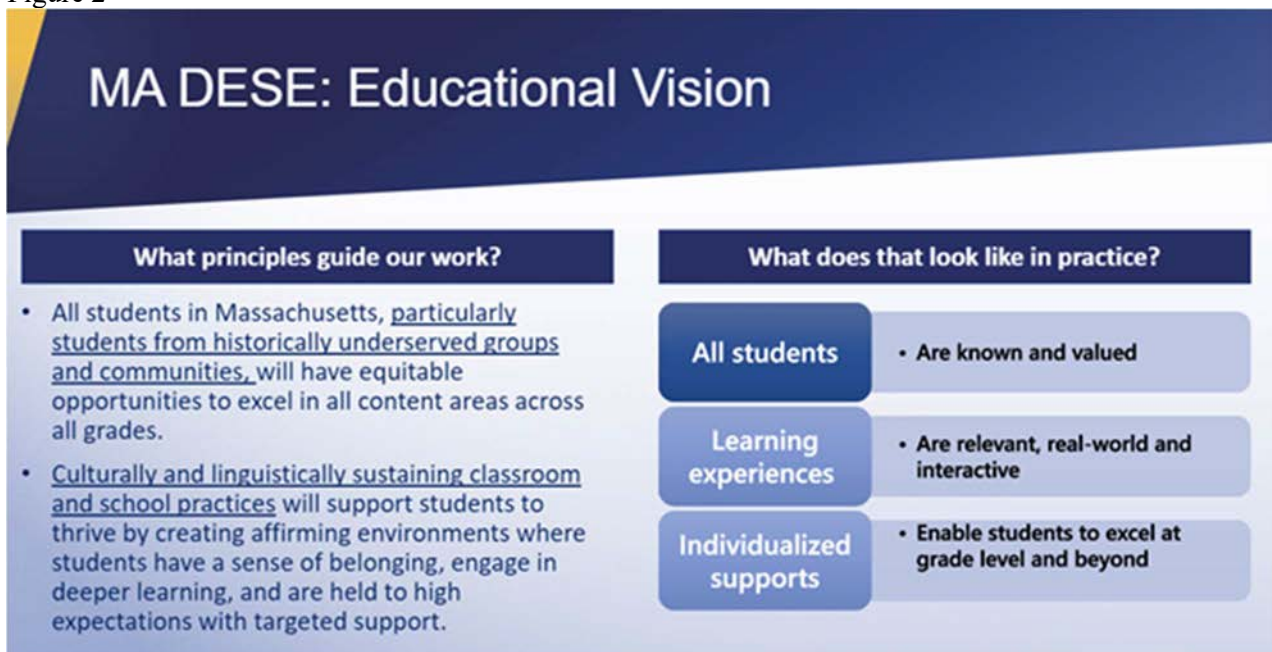 Figure 2
MA DESE: Educational Vision
What principles guide our work?
• All students in Massachusetts, particularly
students from historically underserved groups
and communities, will have equitable
opportunities to excel in all content areas across
all grades.
• Culturally and linguistically sustaining classroom
and school practices will support students to
thrive by creating affirming environments where
students have a sense of belonging, engage in
deeper learning, and are held to high
expectations with targeted support.
What does that look like in practice?
All students
• Are known and valued
Learning
experiences
• Are relevant, real-world and
interactive
Individualized
supports
• Enable students to excel at
grade level and beyond